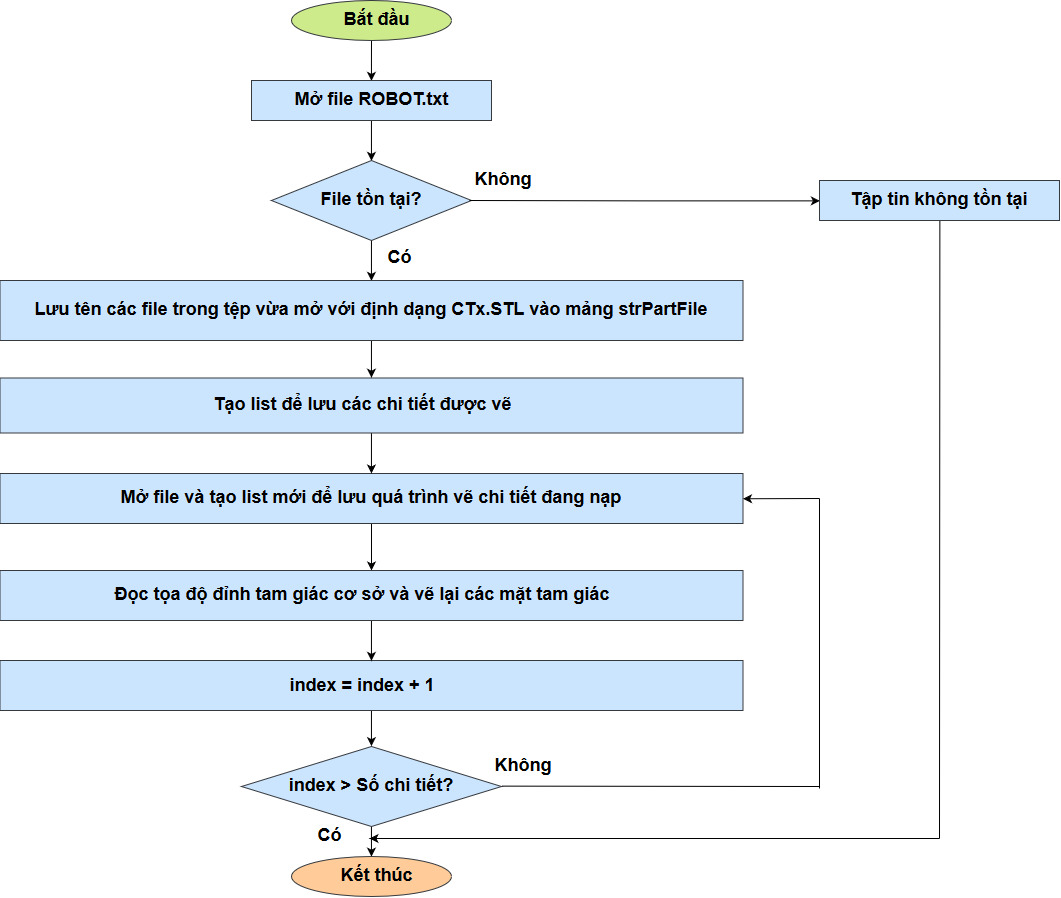 Bắt đầu
Mở file ROBOT.txt
File tồn tại?
Không
Tập tin không tồn tại
Có
Lưu tên các file trong tệp vừa mở với định dạng CTx.STL vào mảng strPartFile
Tạo list để lưu các chi tiết được vẽ
Mở file và tạo list mới để lưu quá trình vẽ chi tiết đang nạp
Đọc tọa độ đỉnh tam giác cơ sở và vẽ lại các mặt tam giác
index = index + 1
index > Số chi tiết?
Không
Có
Kết thúc